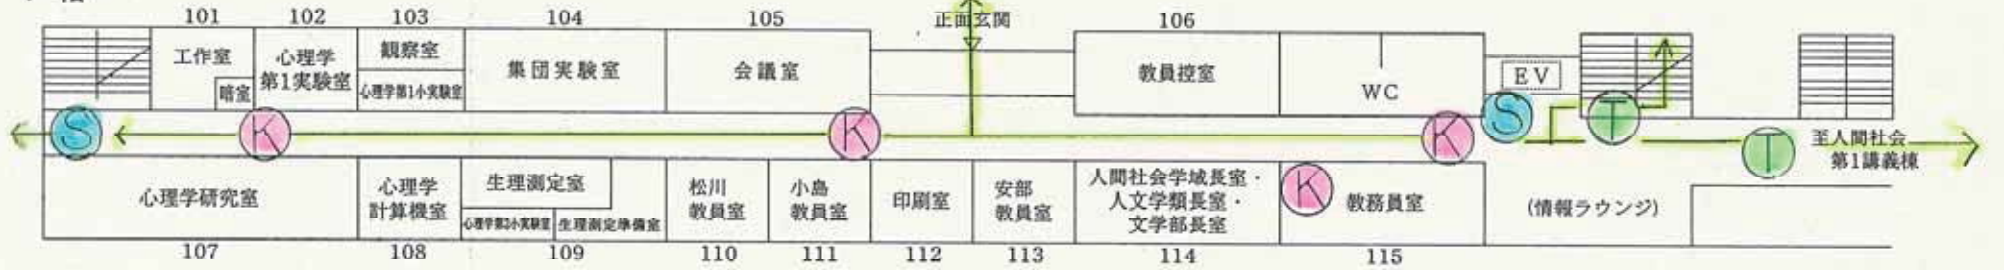 101 102 103 104 105 正面玄関 106
工作室
暗室
心理学
第1実験室
観察室
心理学第1小実験室
集団実験室
会議室
教員控室
WC
EV
S K K K S T T
至人間社会
第1講義棟
心理学研究室
心理学
計算機室
生理測定室
心理学第2小実験室
生理測定準備室
松川
教員室
小島
教員室
印刷室
安部
教員室
人間社会学域長室・
人文学類長室・
文学部長室
K
教務員室
(情報ラウンジ)
107 108 109 110 111 112 113 114 115